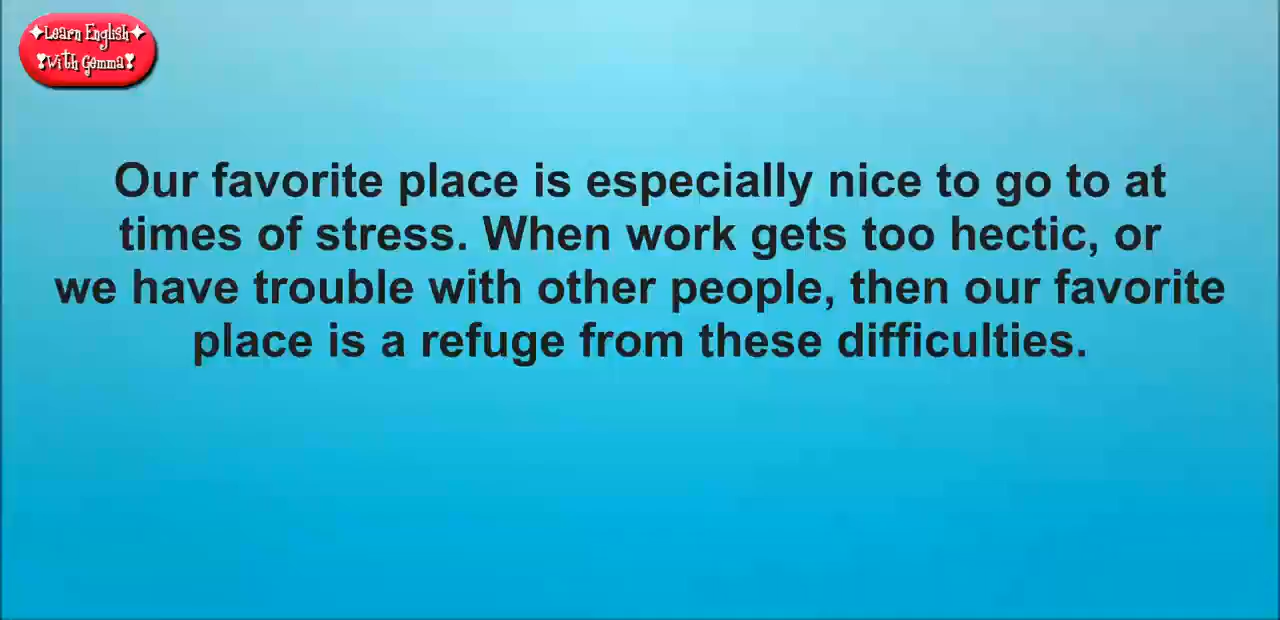 ✦Learn English✦
❣With Gemma❣
Our favorite place is especially nice to go to at
times of stress. When work gets too hectic, or
we have trouble with other people, then our favorite
place is a refuge from these difficulties.